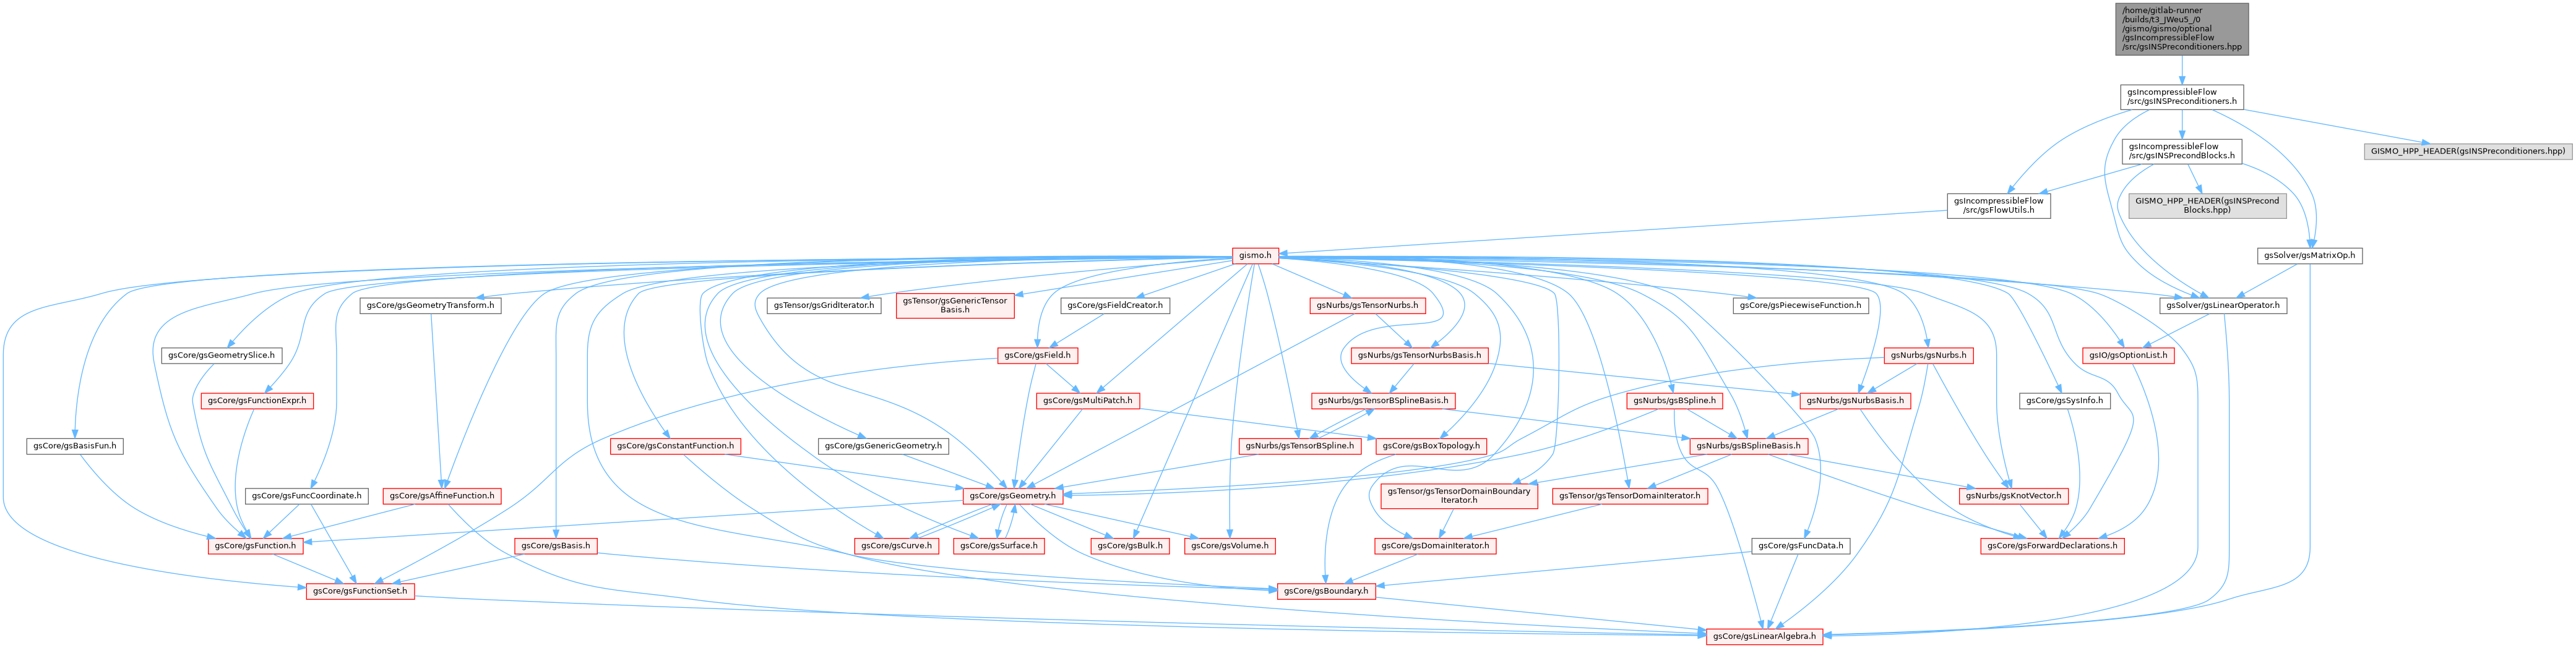 /home/gitlab-runner
/builds/t3_JWeu5_/0
/gismo/gismo/optional
/gsIncompressibleFlow
/src/gsINSPreconditioners.hpp
gsIncompressibleFlow
/src/gsINSPreconditioners.h
gsIncompressibleFlow
/src/gsINSPrecondBlocks.h
GISMO_HPP_HEADER(gsINSPreconditioners.hpp)
gsIncompressibleFlow
/src/gsFlowUtils.h
GISMO_HPP_HEADER(gsINSPrecond
Blocks.hpp)
gismo.h
gsSolver/gsMatrixOp.h
gsCore/gsGeometryTransform.h
gsTensor/gsGridIterator.h
gsTensor/gsGenericTensor
Basis.h
gsCore/gsFieldCreator.h
gsNurbs/gsTensorNurbs.h
gsCore/gsPiecewiseFunction.h
gsSolver/gsLinearOperator.h
gsCore/gsGeometrySlice.h
gsCore/gsField.h
gsNurbs/gsTensorNurbsBasis.h
gsNurbs/gsNurbs.h
gsIO/gsOptionList.h
gsCore/gsFunctionExpr.h
gsCore/gsMultiPatch.h
gsNurbs/gsTensorBSplineBasis.h
gsNurbs/gsBSpline.h
gsNurbs/gsNurbsBasis.h
gsCore/gsSysInfo.h
gsCore/gsBasisFun.h
gsCore/gsConstantFunction.h
gsCore/gsGenericGeometry.h
gsNurbs/gsTensorBSpline.h
gsCore/gsBoxTopology.h
gsNurbs/gsBSplineBasis.h
gsCore/gsFuncCoordinate.h
gsCore/gsAffineFunction.h
gsCore/gsGeometry.h
gsTensor/gsTensorDomainBoundary
Iterator.h
gsTensor/gsTensorDomainIterator.h
gsNurbs/gsKnotVector.h
gsCore/gsFunction.h
gsCore/gsBasis.h
gsCore/gsCurve.h
gsCore/gsSurface.h
gsCore/gsBulk.h
gsCore/gsVolume.h
gsCore/gsDomainIterator.h
gsCore/gsFuncData.h
gsCore/gsForwardDeclarations.h
gsCore/gsFunctionSet.h
gsCore/gsBoundary.h
gsCore/gsLinearAlgebra.h